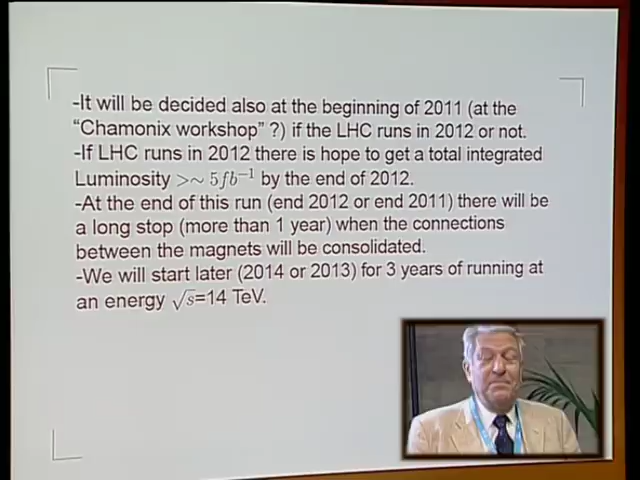 -It will be decided also at the beginning of 2011 (at the
“Chamonix workshop” ?) if the LHC runs in 2012 or not.
-If LHC runs in 2012 there is hope to get a total integrated
Luminosity >∼ 5fb⁻¹ by the end of 2012.
-At the end of this run (end 2012 or end 2011) there will be
a long stop (more than 1 year) when the connections
between the magnets will be consolidated.
-We will start later (2014 or 2013) for 3 years of running at
an energy √s=14 TeV.